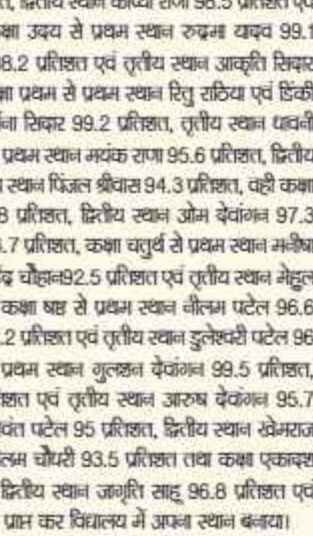 त, द्वितीय स्थान काव्या राणा 98.5 प्रतिशत एवं
क्षा उदय से प्रथम स्थान रुद्रमा यादव 99.1
8.2 प्रतिशत एवं तृतीय स्थान आकृति सिदार
क्षा प्रथम से प्रथम स्थान रितु राठिया एवं डिंकी
ना सिदार 99.2 प्रतिशत, तृतीय स्थान धावनी
प्रथम स्थान मयंक राणा 95.6 प्रतिशत, द्वितीय
स्थान पिंजल श्रीवास 94.3 प्रतिशत, वही कक्षा
8 प्रतिशत, द्वितीय स्थान ओम देवांगन 97.3
.7 प्रतिशत, कक्षा चतुर्थ से प्रथम स्थान मनीषा
द्र चौहान92.5 प्रतिशत एवं तृतीय स्थान मेहुल
कक्षा षष्ठ से प्रथम स्थान नीलम पटेल 96.6
.2 प्रतिशत एवं तृतीय स्थान डुलेश्वरी पटेल 96
प्रथम स्थान गुलशन देवांगन 99.5 प्रतिशत,
शत एवं तृतीय स्थान आरुष देवांगन 95.7
वंत पटेल 95 प्रतिशत, द्वितीय स्थान खेमराज
लम चौधरी 93.5 प्रतिशत तथा कक्षा एकादश
द्वितीय स्थान जागृति साहू 96.8 प्रतिशत एवं
प्राप्त कर विद्यालय में अपना स्थान बनाया।